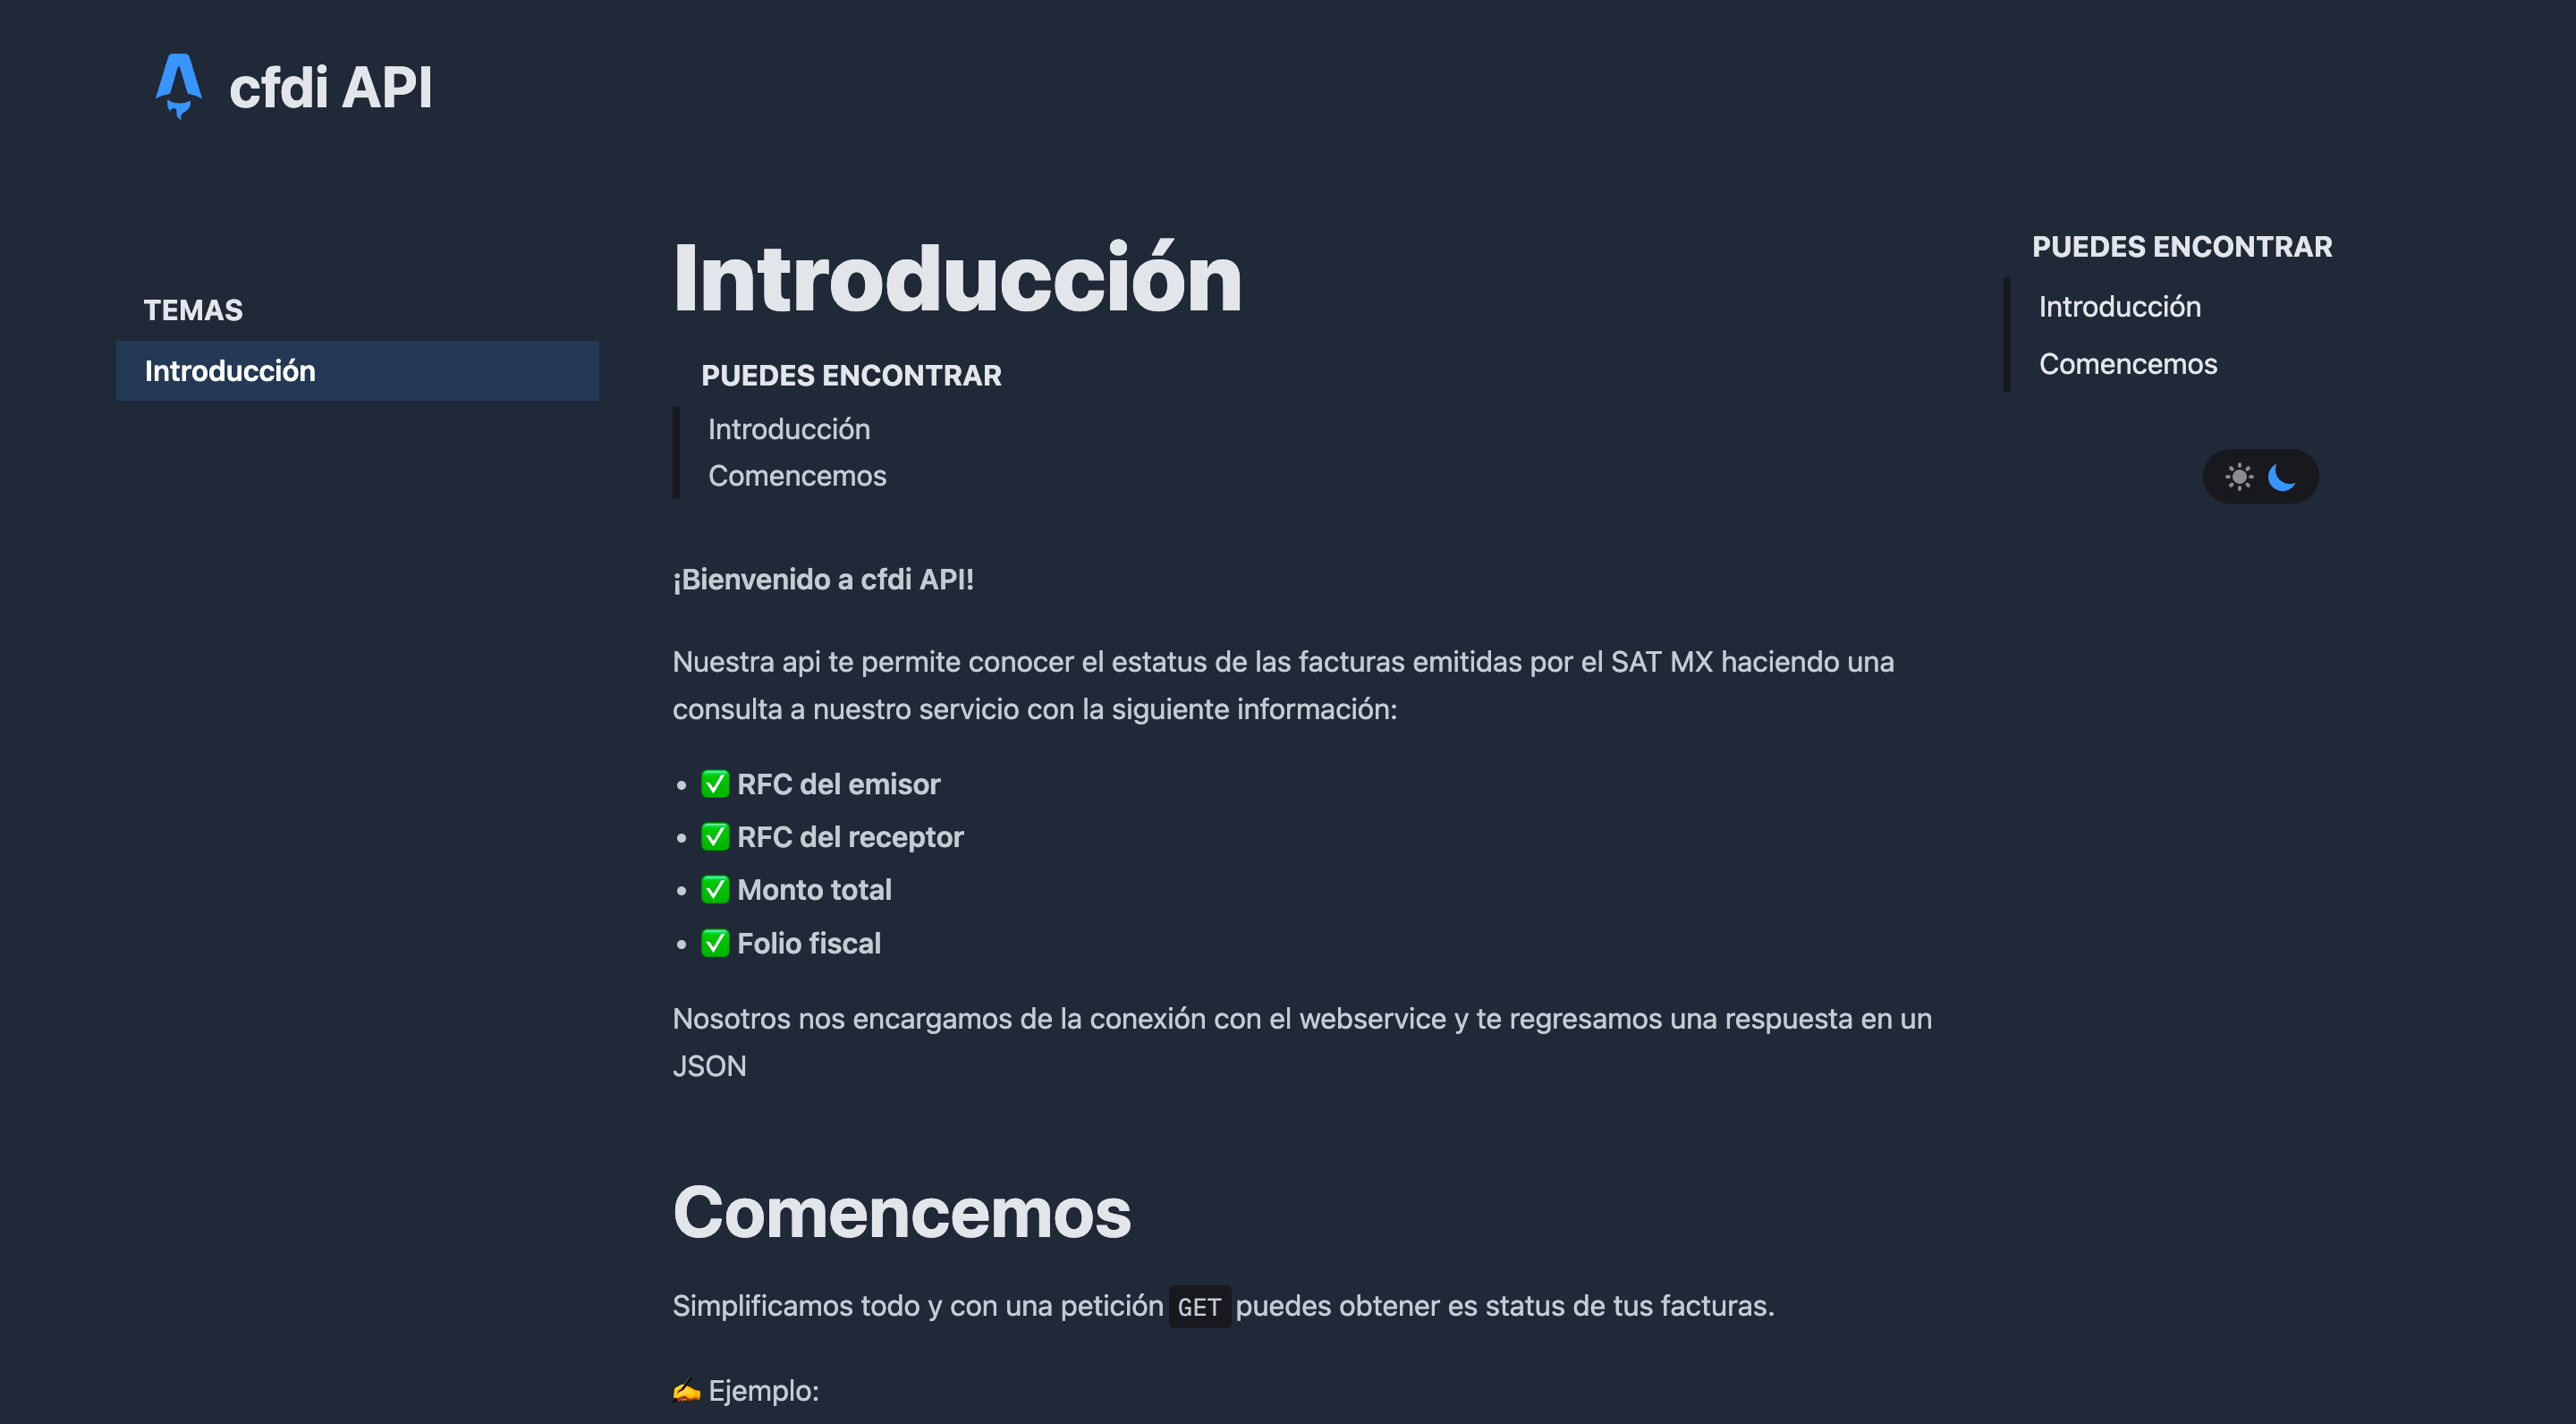 cfdi API
TEMAS
Introducción
Introducción
PUEDES ENCONTRAR
Introducción
Comencemos
¡Bienvenido a cfdi API!
Nuestra api te permite conocer el estatus de las facturas emitidas por el SAT MX haciendo una
consulta a nuestro servicio con la siguiente información:
• ✅ RFC del emisor
• ✅ RFC del receptor
• ✅ Monto total
• ✅ Folio fiscal
Nosotros nos encargamos de la conexión con el webservice y te regresamos una respuesta en un
JSON
Comencemos
Simplificamos todo y con una petición GET puedes obtener es status de tus facturas.
✍️ Ejemplo:
PUEDES ENCONTRAR
Introducción
Comencemos